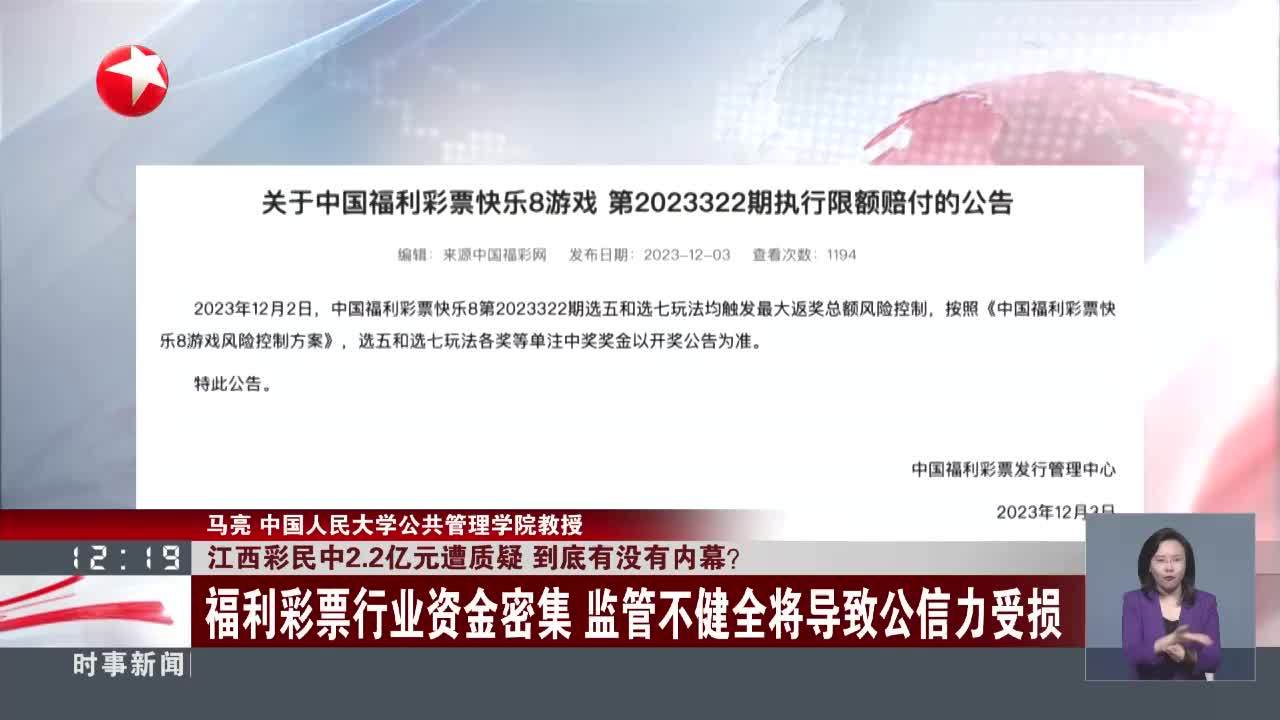 关于中国福利彩票快乐8游戏 第2023322期执行限额赔付的公告
编辑：来源中国福彩网 发布日期：2023-12-03 查看次数：1194
2023年12月2日，中国福利彩票快乐8第2023322期选五和选七玩法均触发最大返奖总额风险控制，按照《中国福利彩票快
乐8游戏风险控制方案》，选五和选七玩法各奖等单注中奖奖金以开奖公告为准。
特此公告。
中国福利彩票发行管理中心
2023年12月3日
马亮 中国人民大学公共管理学院教授
12:19
江西彩民中2.2亿元遭质疑 到底有没有内幕?
福利彩票行业资金密集 监管不健全将导致公信力受损
时事新闻